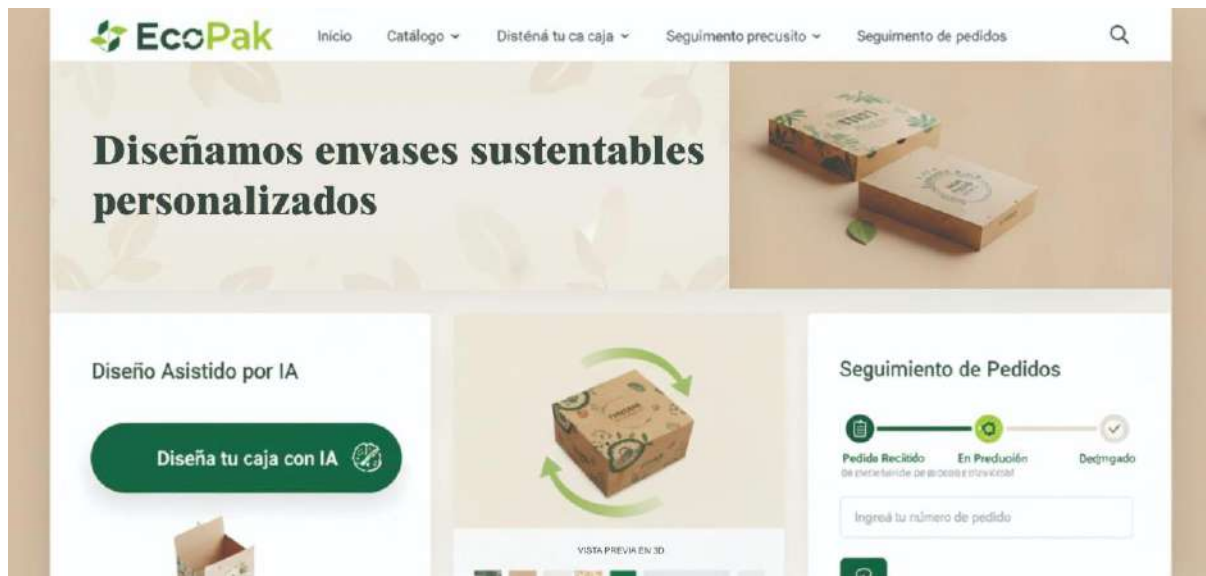 EcoPak
Inicio
Catálogo
Disténá tu ca caja
Seguimento precusito
Seguimento de pedidos
Diseñamos envases sustentables
personalizados
Diseño Asistido por IA
Diseña tu caja con IA
VISTA PREVIA EN 3D
Seguimiento de Pedidos
Pedido Recitido
En Preduoión
Dedmgado
Ingreá tu número de pedido